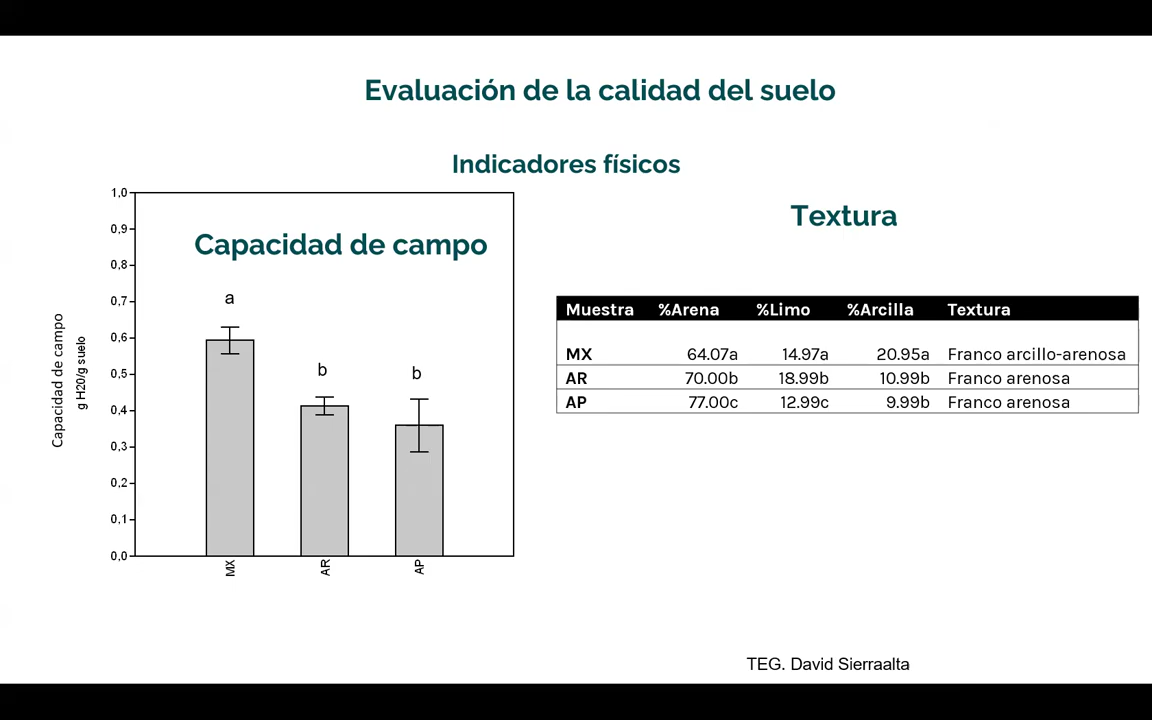 Evaluación de la calidad del suelo
Indicadores físicos
Capacidad de campo
Capacidad de campo
g H20/g suelo
1,0
0,9
0,8
0,7
0,6
0,5
0,4
0,3
0,2
0,1
0,0
a
b
b
MX
AR
AP
Textura
Muestra %Arena %Limo %Arcilla Textura
MX 64.07a 14.97a 20.95a Franco arcillo-arenosa
AR 70.00b 18.99b 10.99b Franco arenosa
AP 77.00c 12.99c 9.99b Franco arenosa
TEG. David Sierraalta